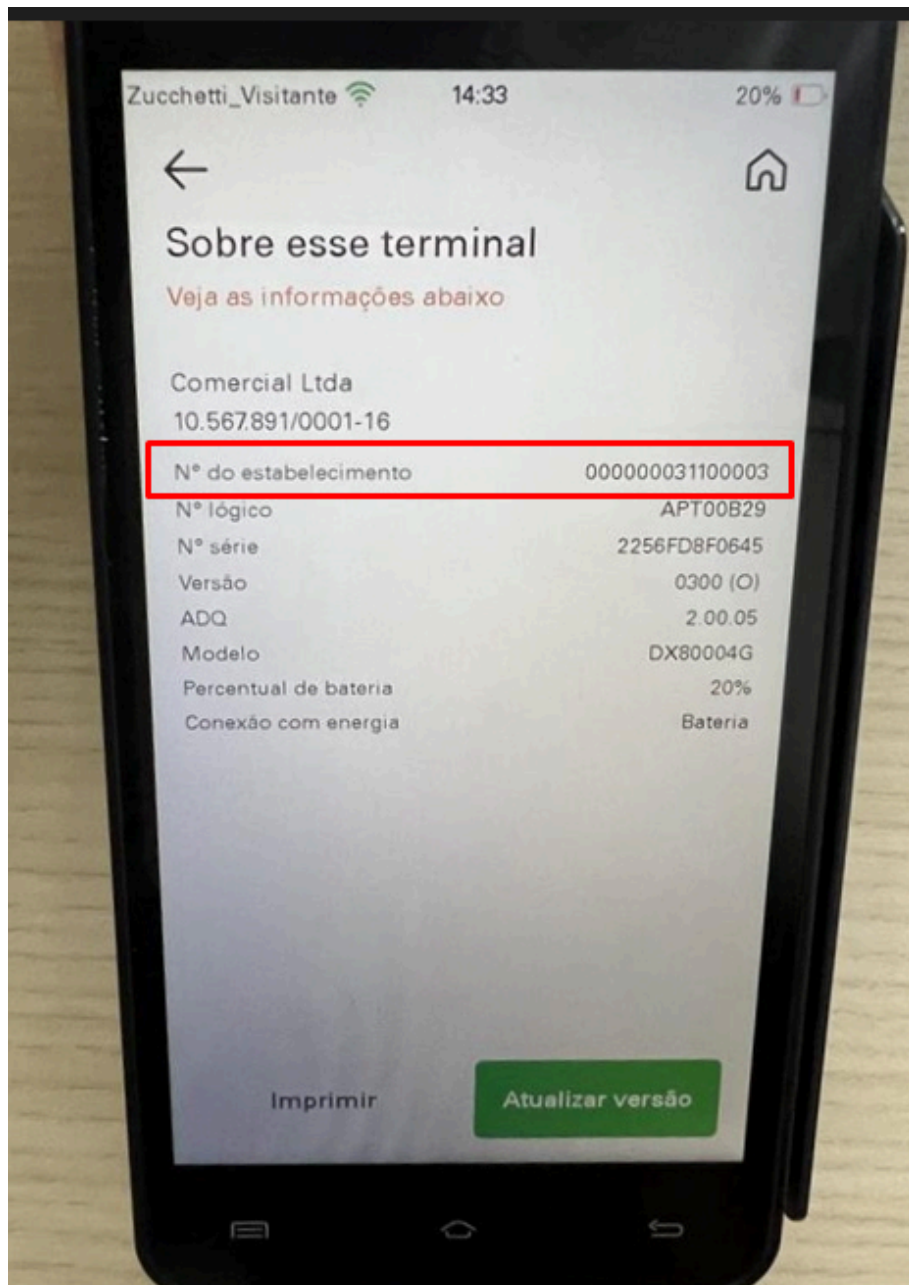 Zucchetti_Visitante 14:33 20%
Sobre esse terminal
Veja as informações abaixo
Comercial Ltda
10.567.891/0001-16
Nº do estabelecimento 000000031100003
Nº lógico APT00B29
Nº série 2256FD8F0645
Versão 0300 (O)
ADQ 2.00.05
Modelo DX80004G
Percentual de bateria 20%
Conexão com energia Bateria
Imprimir Atualizar versão